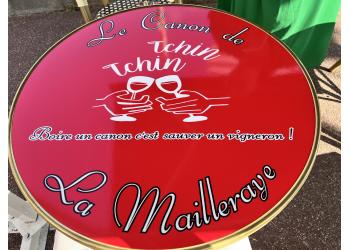 Le Canon de
Tchin
Tchin
Boire un canon c'est sauver un vigneron !
La Mailleraye